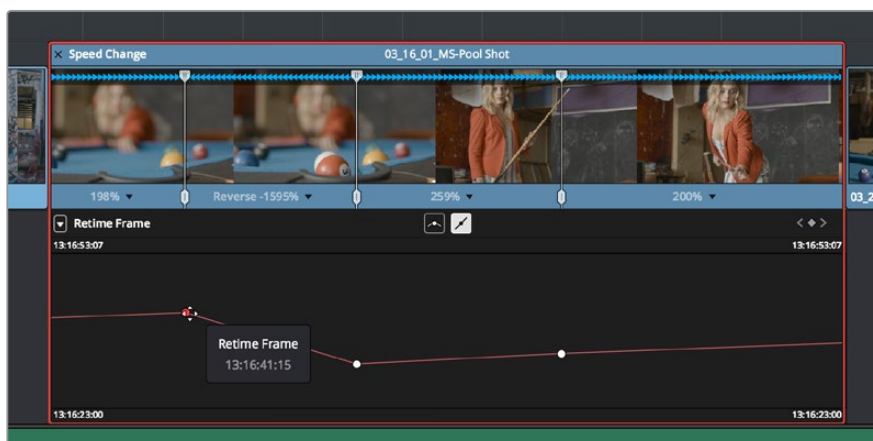 × Speed Change 03_16_01_MS-Pool Shot
198% Reverse -1595% 259% 200% 03_2
Retime Frame
13:16:53:07 13:16:53:07
Retime Frame
13:16:41:15
13:16:23:00 13:16:23:00